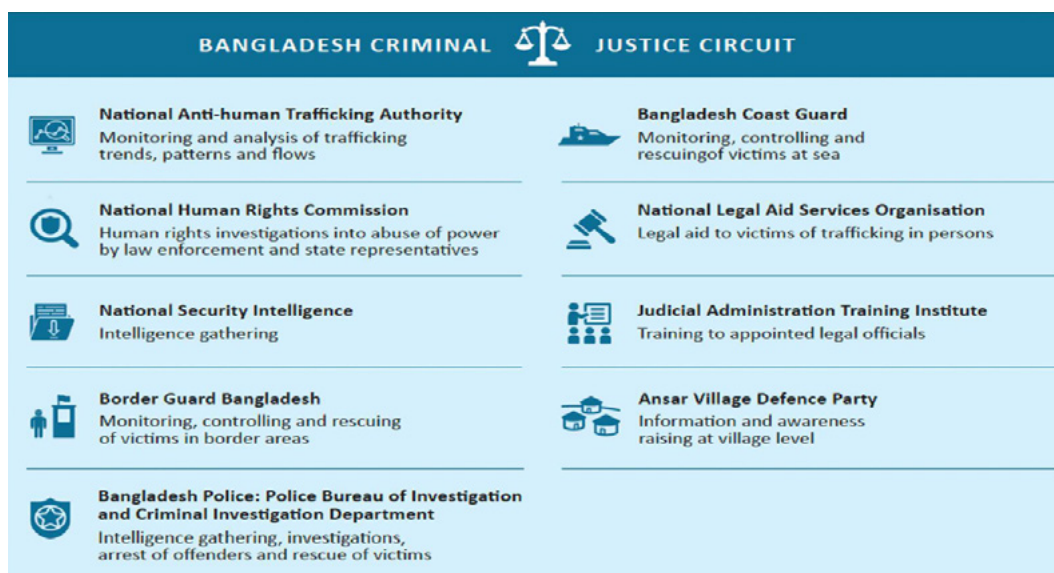 BANGLADESH CRIMINAL JUSTICE CIRCUIT
National Anti-human Trafficking Authority
Monitoring and analysis of trafficking
trends, patterns and flows
National Human Rights Commission
Human rights investigations into abuse of power
by law enforcement and state representatives
National Security Intelligence
Intelligence gathering
Border Guard Bangladesh
Monitoring, controlling and rescuing
of victims in border areas
Bangladesh Police: Police Bureau of Investigation
and Criminal Investigation Department
Intelligence gathering, investigations,
arrest of offenders and rescue of victims
Bangladesh Coast Guard
Monitoring, controlling and
rescuingof victims at sea
National Legal Aid Services Organisation
Legal aid to victims of trafficking in persons
Judicial Administration Training Institute
Training to appointed legal officials
Ansar Village Defence Party
Information and awareness
raising at village level